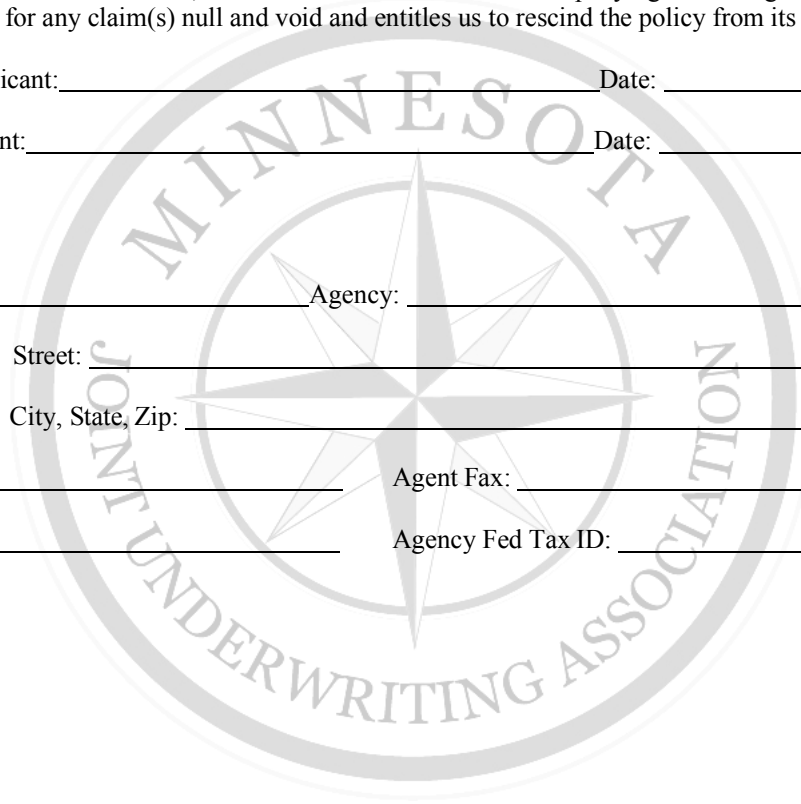 for any claim(s) null and void and entitles us to rescind the policy from its
icant: Date:
nt: Date:
Agency:
Street:
City, State, Zip:
Agent Fax:
Agency Fed Tax ID:
MINNESOTA
JOINT UNDERWRITING ASSOCIATION